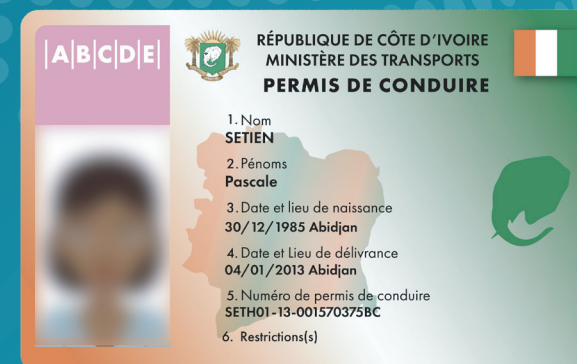 |A|B|C|D|E|
RÉPUBLIQUE DE CÔTE D'IVOIRE
MINISTÈRE DES TRANSPORTS
PERMIS DE CONDUIRE
1. Nom
SETIEN
2. Pénoms
Pascale
3. Date et lieu de naissance
30/12/1985 Abidjan
4. Date et Lieu de délivrance
04/01/2013 Abidjan
5. Numéro de permis de conduire
SETH01-13-001570375BC
6. Restrictions(s)